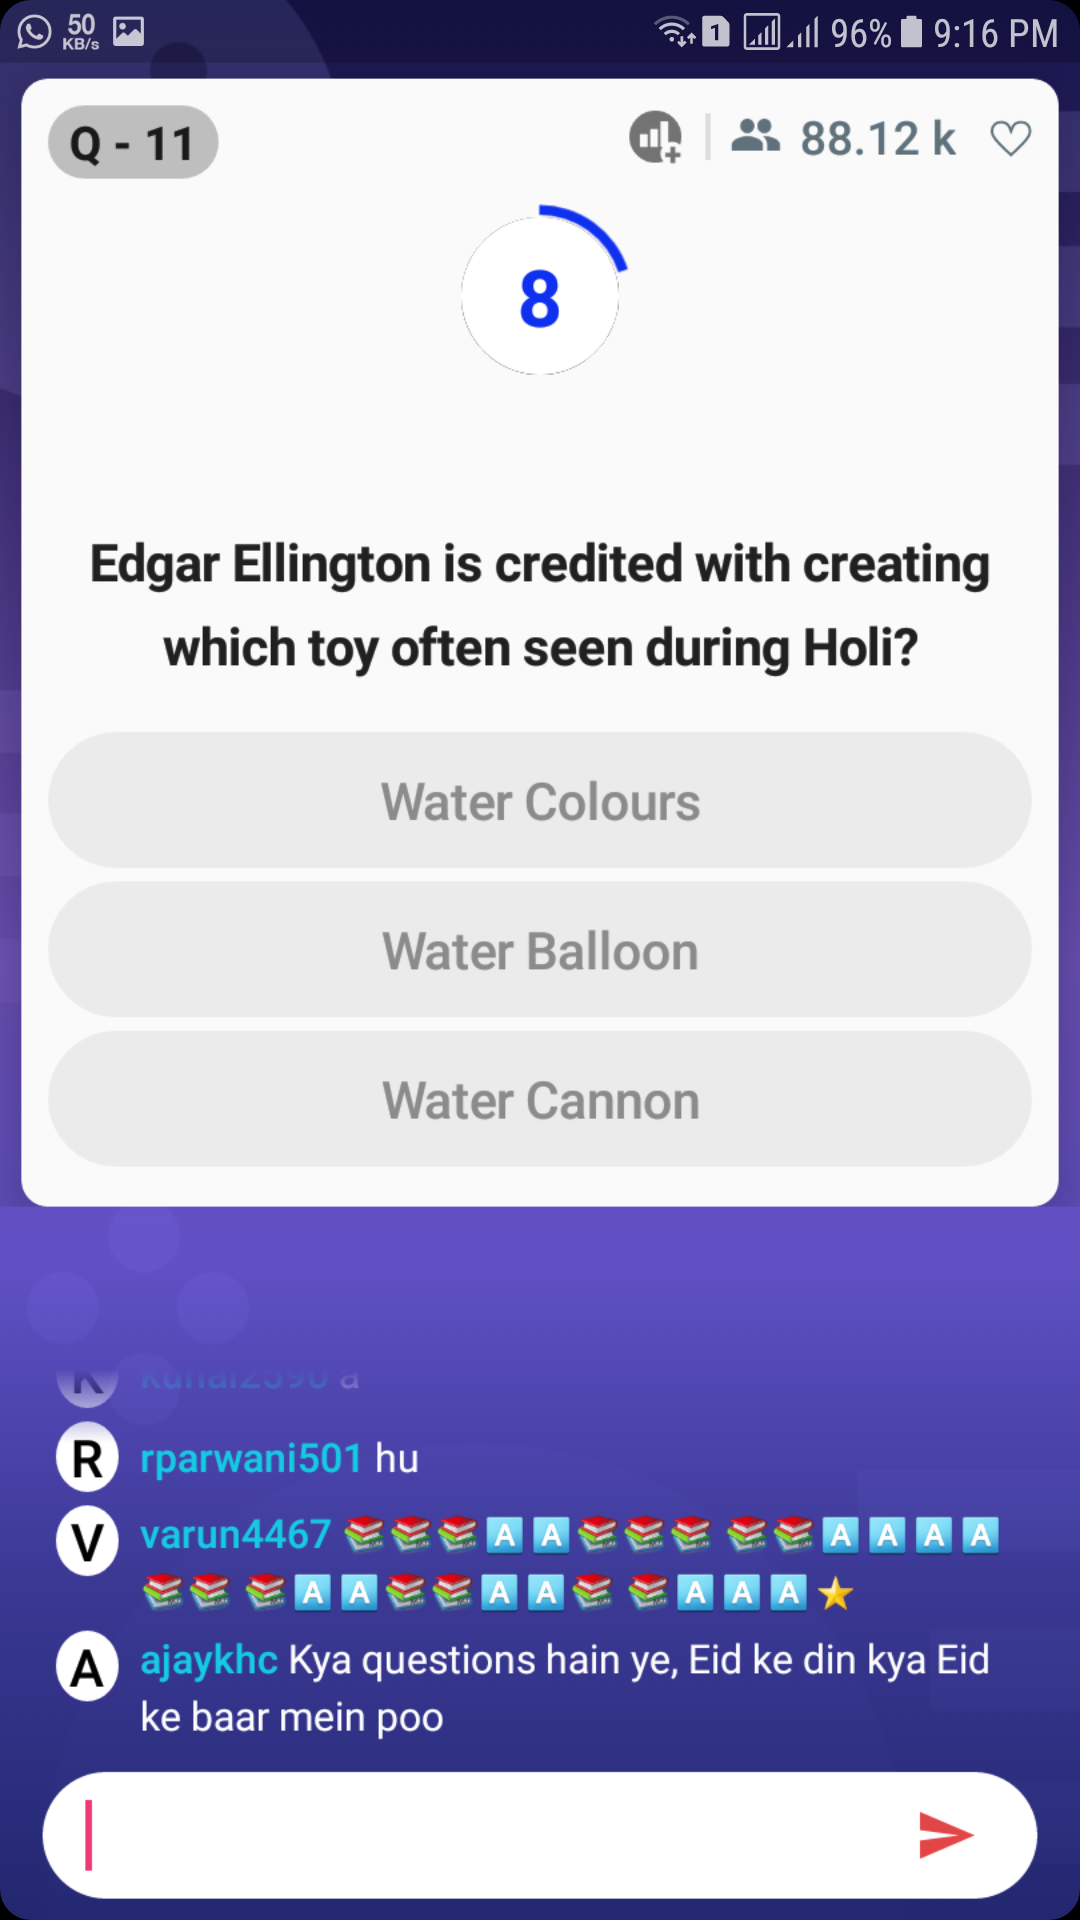 50 KB/s 1 96% 9:16 PM
Q - 11 88.12 k
8
Edgar Ellington is credited with creating
which toy often seen during Holi?
Water Colours
Water Balloon
Water Cannon
K kunal2590 a
R rparwani501 hu
V varun4467 📚📚📚🅰🅰📚📚📚 📚📚🅰🅰🅰🅰
📚📚 📚🅰🅰📚📚🅰🅰📚 📚🅰🅰🅰⭐
A ajaykhc Kya questions hain ye, Eid ke din kya Eid
ke baar mein poo